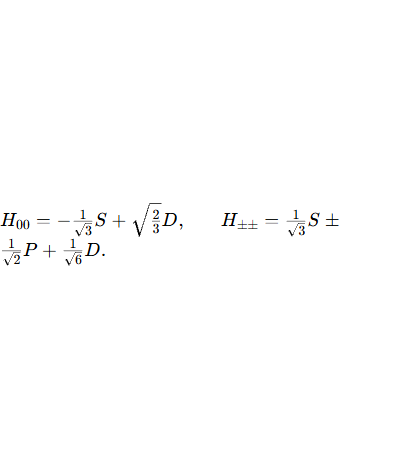 $H_{00} = -\frac{1}{\sqrt{3}}S + \sqrt{\frac{2}{3}}D, \qquad H_{\pm\pm} = \frac{1}{\sqrt{3}}S \pm$
$\frac{1}{\sqrt{2}}P + \frac{1}{\sqrt{6}}D.$